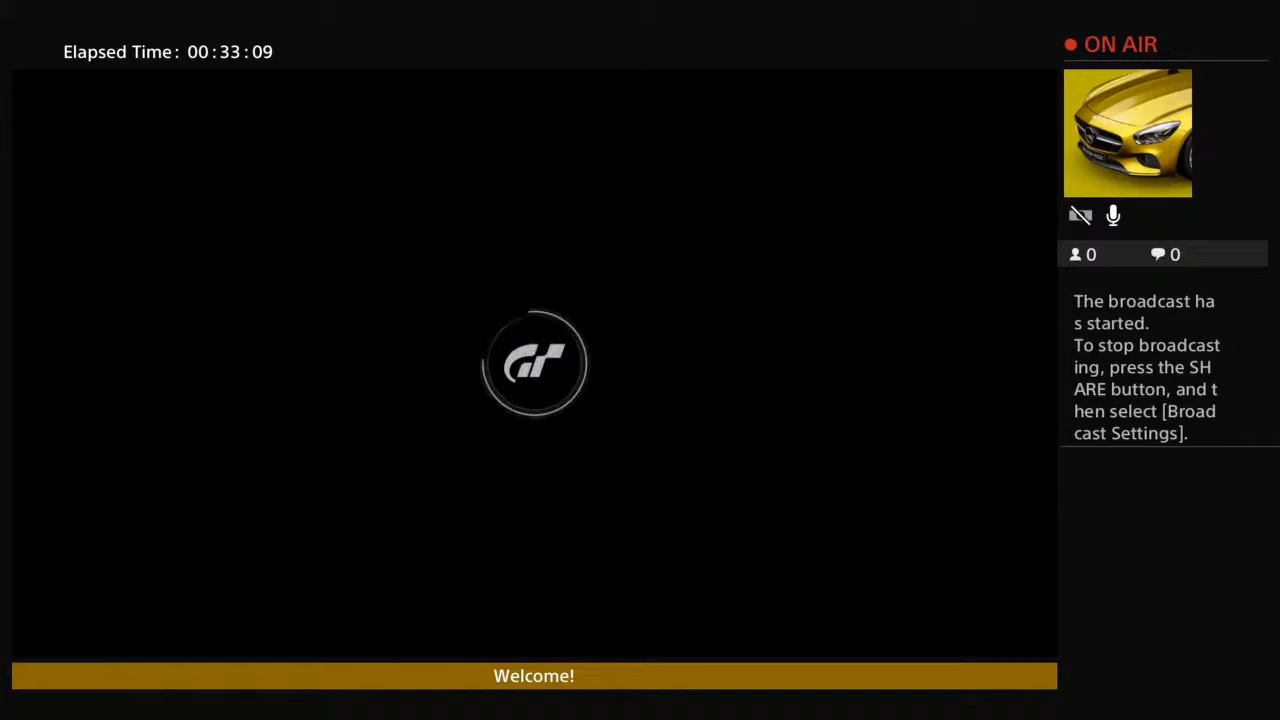 Elapsed Time: 00:33:09
ON AIR
0
0
The broadcast ha
s started.
To stop broadcast
ing, press the SH
ARE button, and t
hen select [Broad
cast Settings].
GT
Welcome!